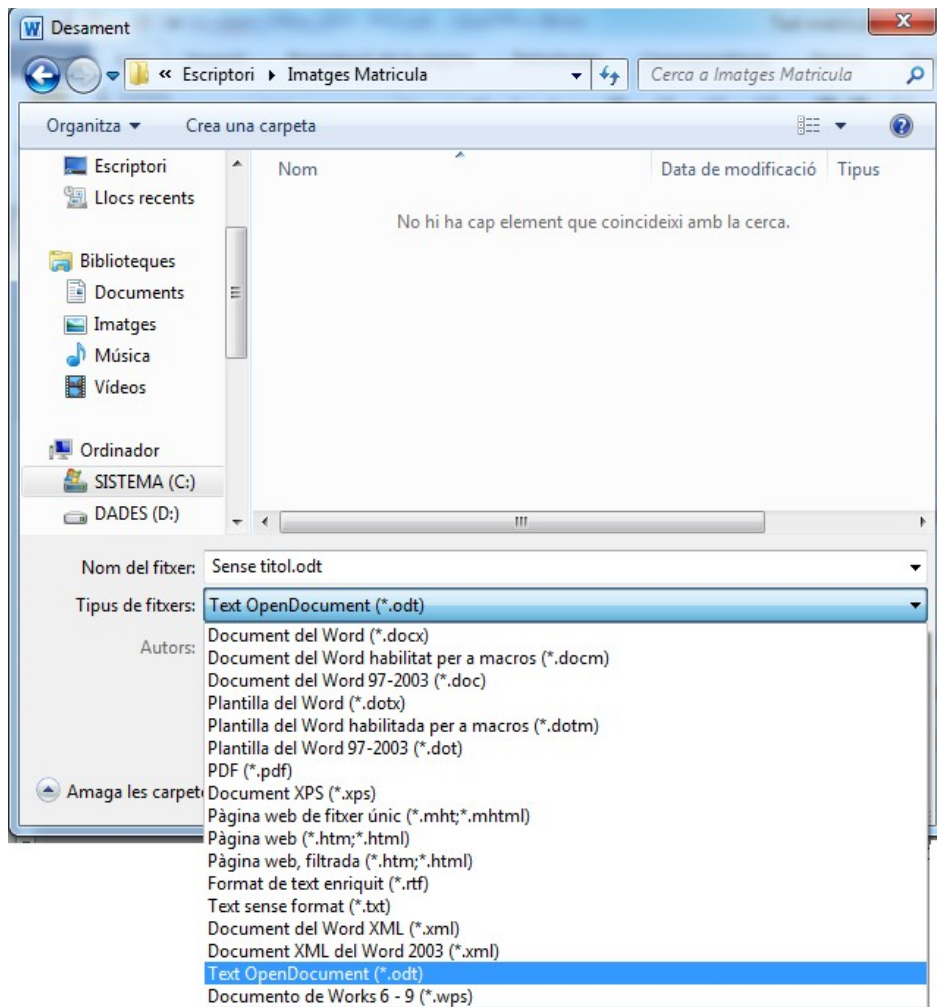 Desament
« Escriptori Imatges Matricula
Cerca a Imatges Matricula
Organitza
Crea una carpeta
Escriptori
Llocs recents
Biblioteques
Documents
Imatges
Música
Vídeos
Ordinador
SISTEMA (C:)
DADES (D:)
Nom
Data de modificació
Tipus
No hi ha cap element que coincideixi amb la cerca.
Nom del fitxer: Sense titol.odt
Tipus de fitxers: Text OpenDocument (*.odt)
Autors:
Document del Word (*.docx)
Document del Word habilitat per a macros (*.docm)
Document del Word 97-2003 (*.doc)
Plantilla del Word (*.dotx)
Plantilla del Word habilitada per a macros (*.dotm)
Plantilla del Word 97-2003 (*.dot)
PDF (*.pdf)
Document XPS (*.xps)
Pàgina web de fitxer únic (*.mht;*.mhtml)
Pàgina web (*.htm;*.html)
Pàgina web, filtrada (*.htm;*.html)
Format de text enriquit (*.rtf)
Text sense format (*.txt)
Document del Word XML (*.xml)
Document XML del Word 2003 (*.xml)
Text OpenDocument (*.odt)
Documento de Works 6 - 9 (*.wps)
Amaga les carpet